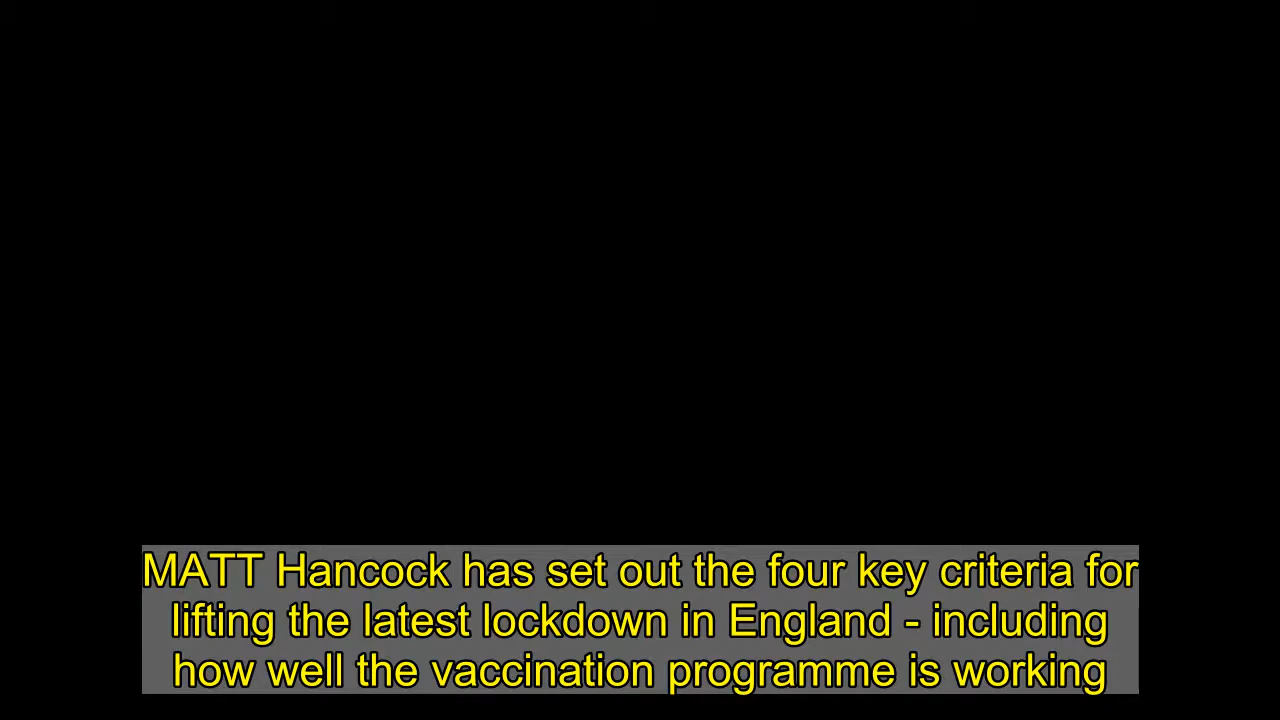 MATT Hancock has set out the four key criteria for
lifting the latest lockdown in England - including
how well the vaccination programme is working